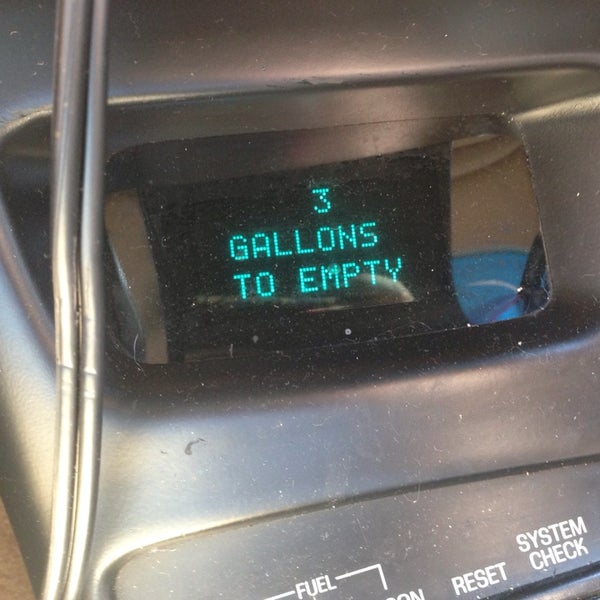 3
GALLONS
TO EMPTY
SYSTEM
CHECK
RESET
FUEL